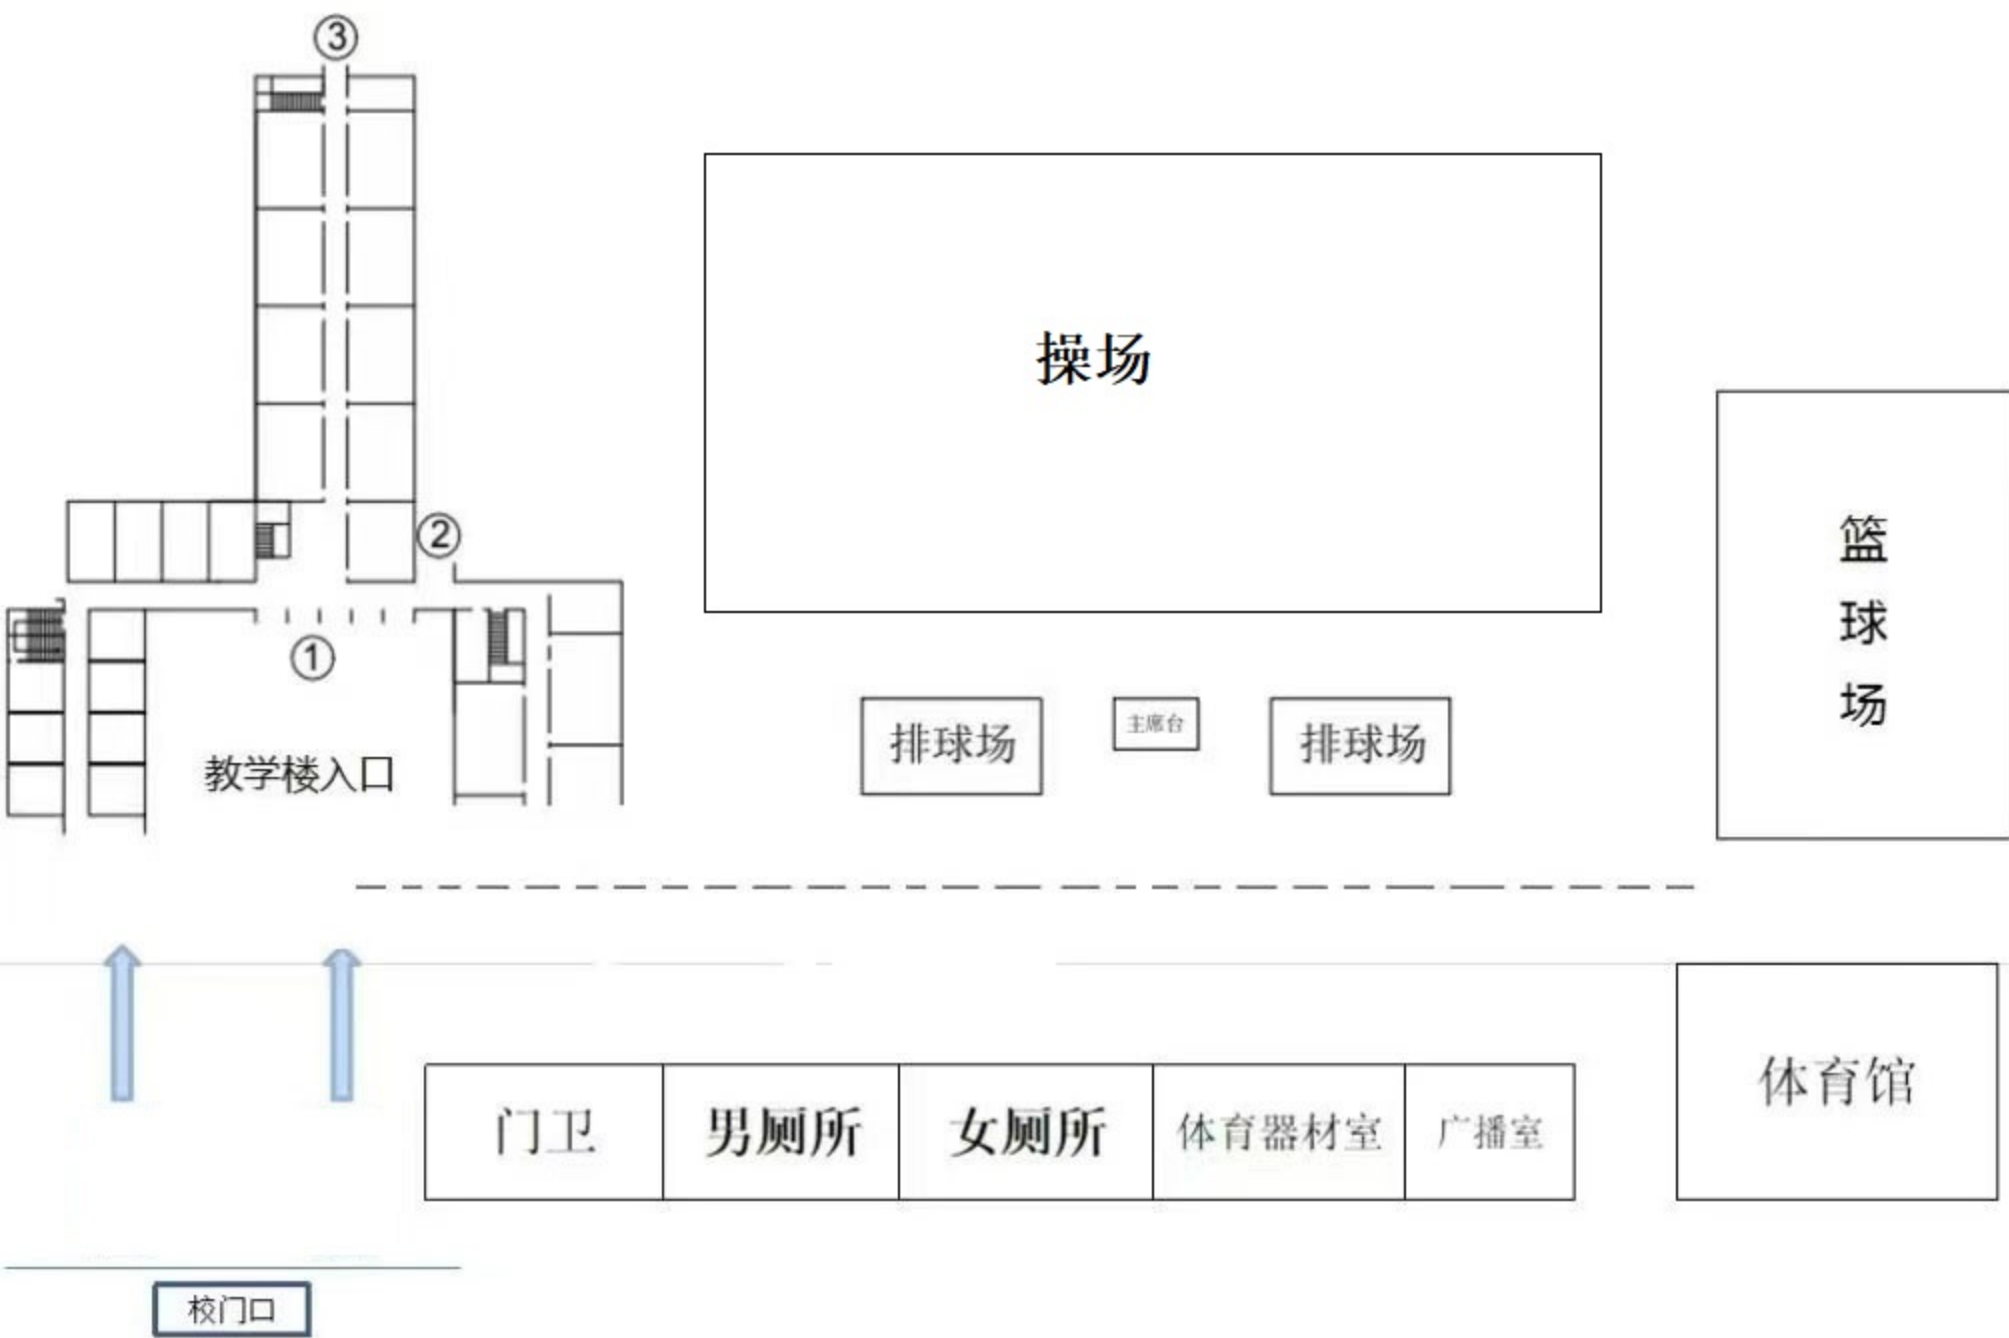 ③
操场
②
篮
球
场
①
排球场
主席台
排球场
教学楼入口
门卫
男厕所
女厕所
体育器材室
广播室
体育馆
校门口